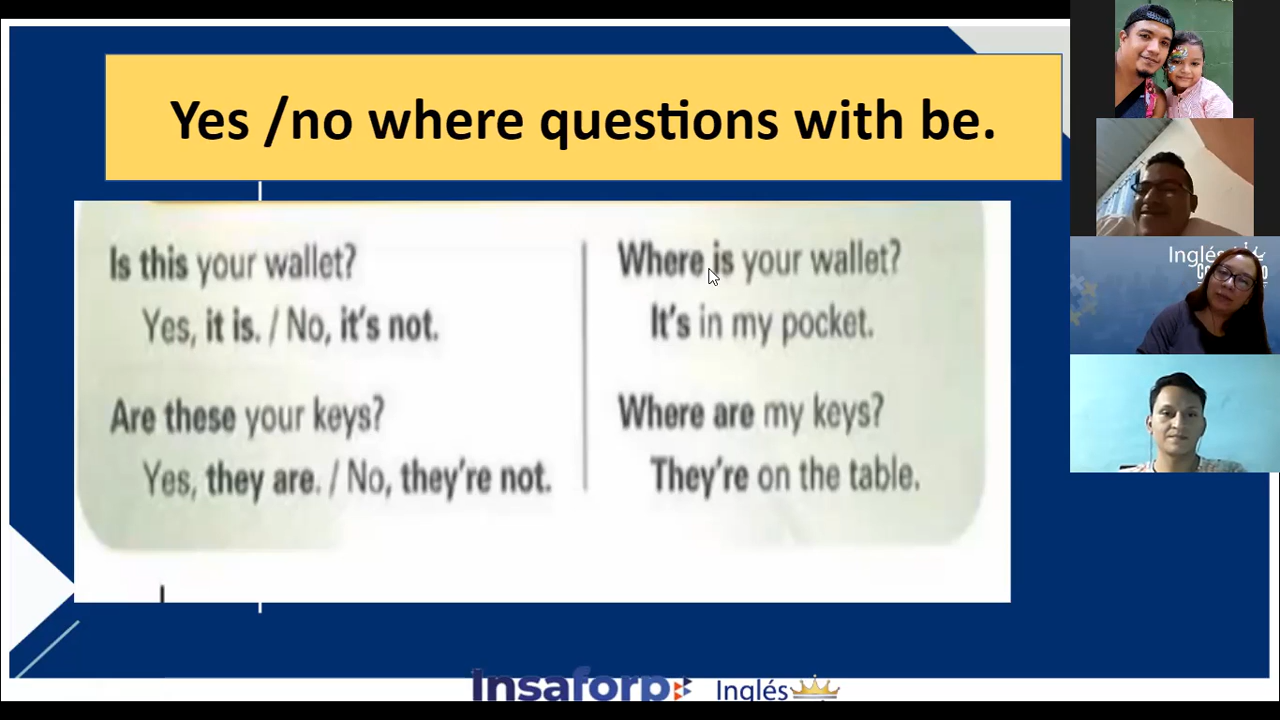 Yes /no where questions with be.
Is this your wallet?
Yes, it is. / No, it's not.
Are these your keys?
Yes, they are. / No, they're not.
Where is your wallet?
It's in my pocket.
Where are my keys?
They're on the table.
Inglés
Insaforp
Inglés